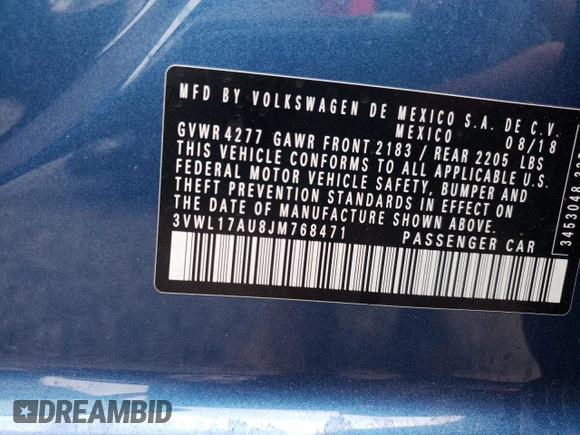 MFD BY VOLKSWAGEN DE MEXICO S.A. DE C.V.
MEXICO 08/18
GVWR 4277 GAWR FRONT 2183 / REAR 2205 LBS
THIS VEHICLE CONFORMS TO ALL APPLICABLE U.S.
FEDERAL MOTOR VEHICLE SAFETY, BUMPER AND
THEFT PREVENTION STANDARDS IN EFFECT ON
THE DATE OF MANUFACTURE SHOWN ABOVE.
3VWL17AU8JM768471 PASSENGER CAR
3453048
DREAMBID